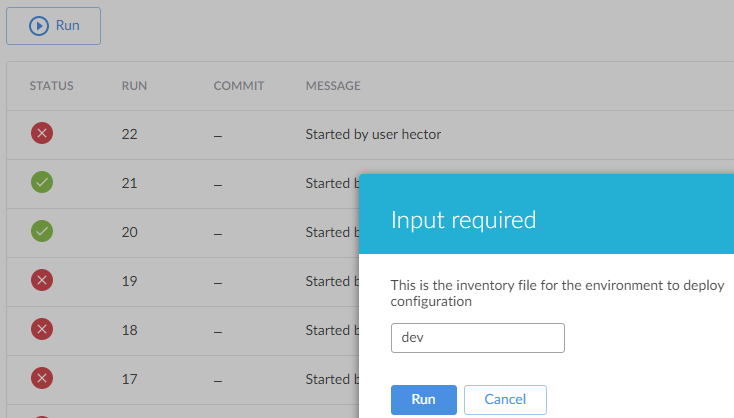 Run
STATUS RUN COMMIT MESSAGE
22 – Started by user hector
21 – Started b
20 – Started b
19 – Started b
18 – Started b
17 – Started b
Input required
This is the inventory file for the environment to deploy
configuration
dev
Run Cancel